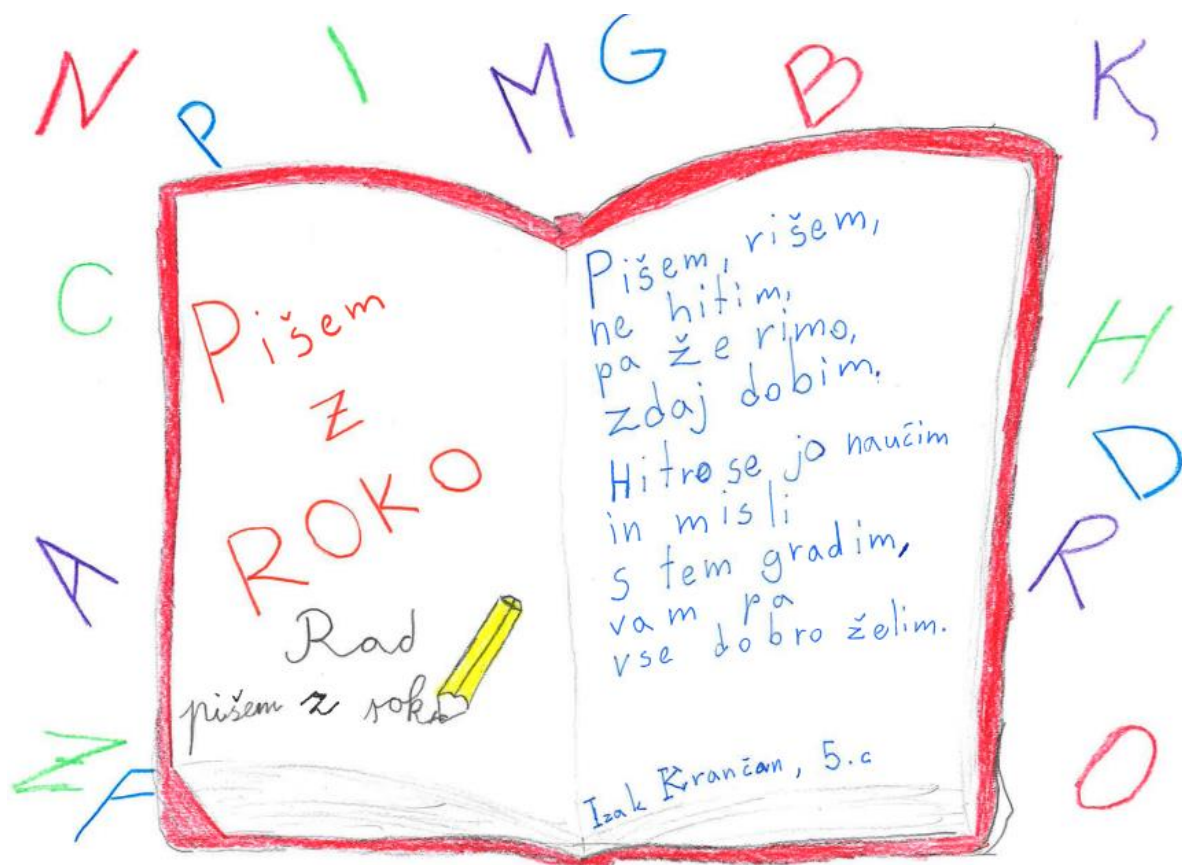 N
I
M
G
B
K
P
C
Pišem
z
ROKO
Rad
pišem z roko
A
Z
F
Pišem, rišem,
ne hitim,
pa že rimo,
zdaj dobim.
Hitro se jo naučim
in misli
s tem gradim,
vam pa
vse dobro želim.
Izak Krančan, 5.c
H
D
R
O